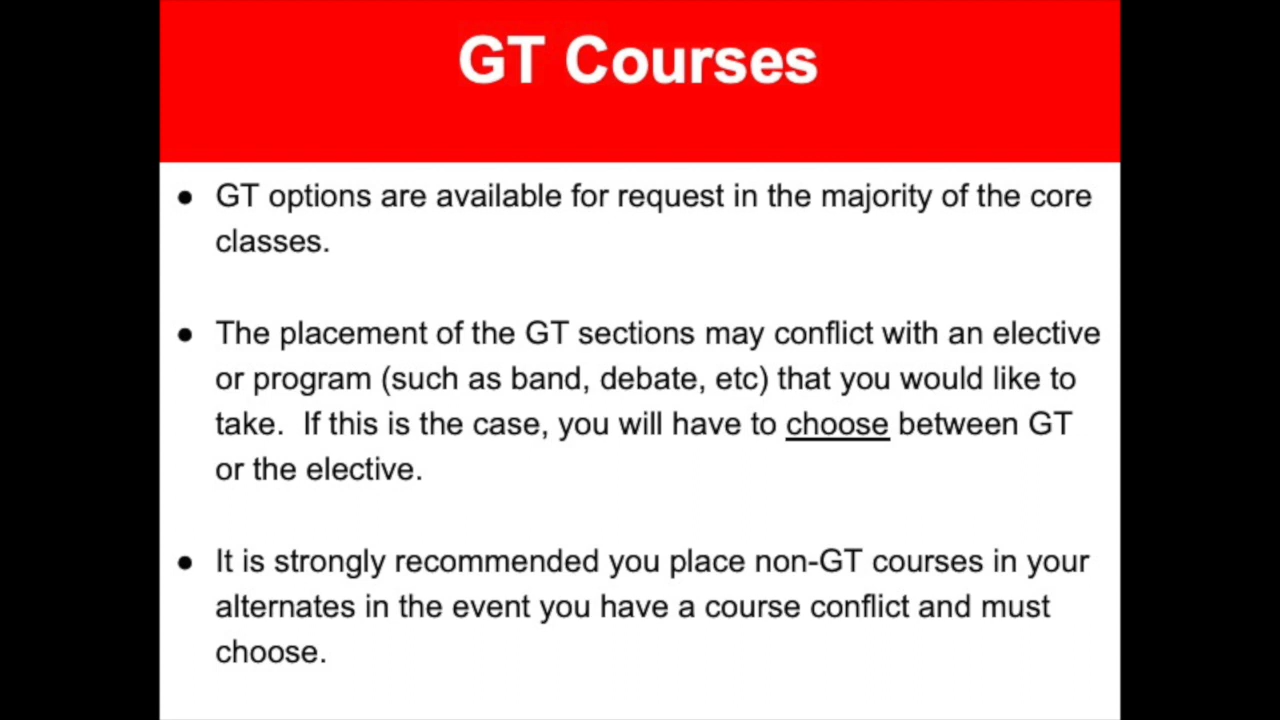 GT Courses
● GT options are available for request in the majority of the core
classes.
● The placement of the GT sections may conflict with an elective
or program (such as band, debate, etc) that you would like to
take.  If this is the case, you will have to choose between GT
or the elective.
● It is strongly recommended you place non-GT courses in your
alternates in the event you have a course conflict and must
choose.